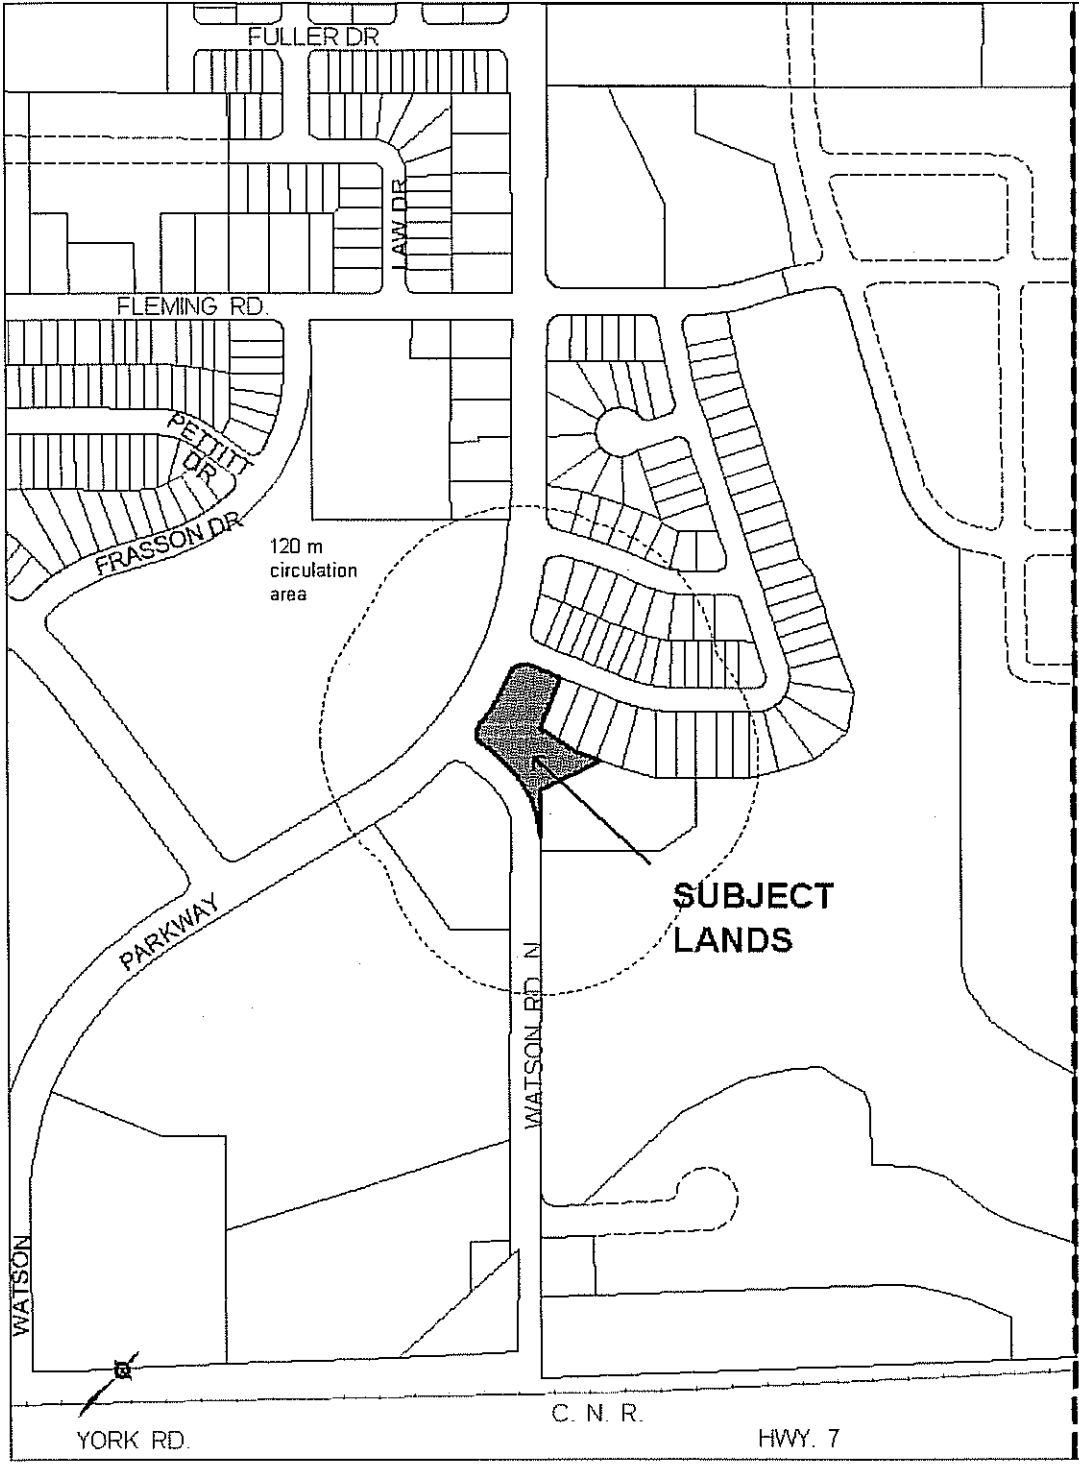 FULLER DR
LAW DR
FLEMING RD.
PETTITT
DR
FRASSON DR
120 m
circulation
area
SUBJECT
LANDS
PARKWAY
WATSON RD. N
WATSON
C. N. R.
YORK RD.
HWY. 7